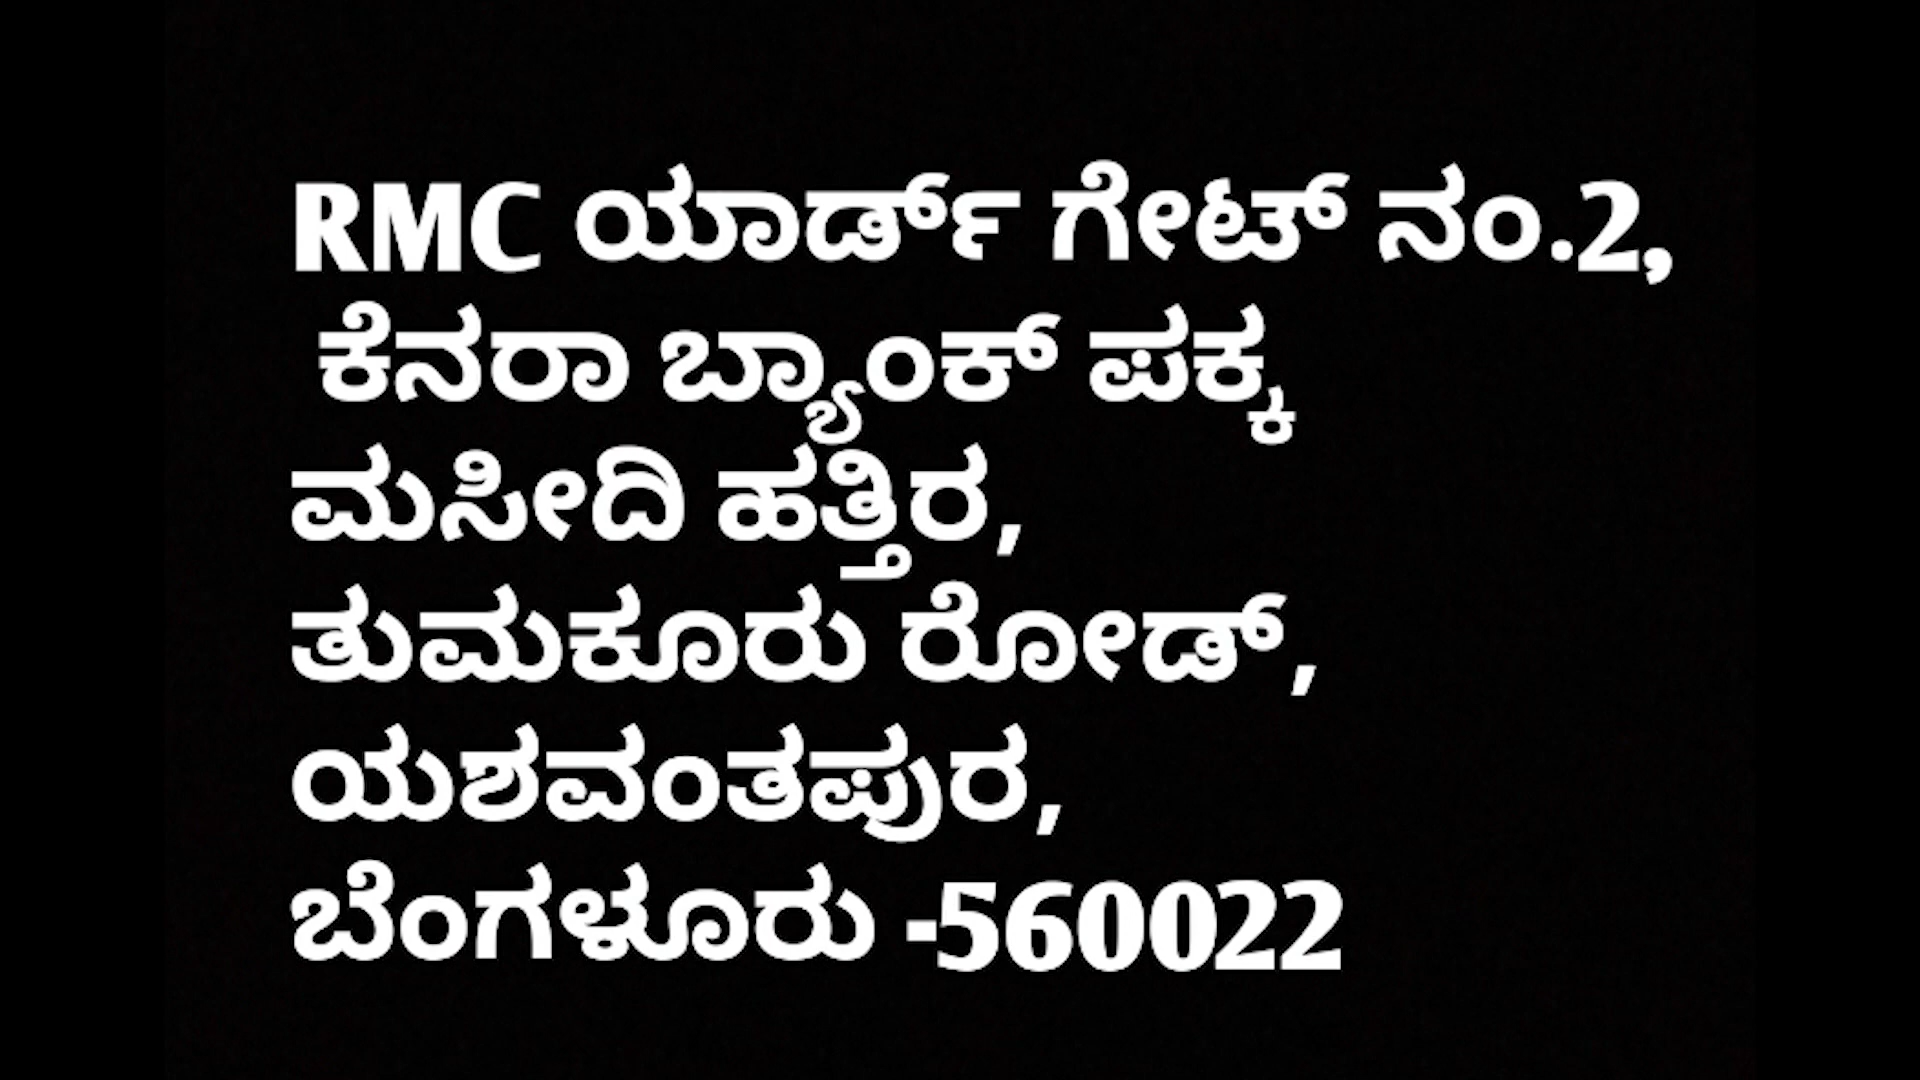 RMC ಯಾರ್ಡ್ ಗೇಟ್ ನಂ.2,
ಕೆನರಾ ಬ್ಯಾಂಕ್ ಪಕ್ಕ
ಮಸೀದಿ ಹತ್ತಿರ,
ತುಮಕೂರು ರೋಡ್,
ಯಶವಂತಪುರ,
ಬೆಂಗಳೂರು -560022